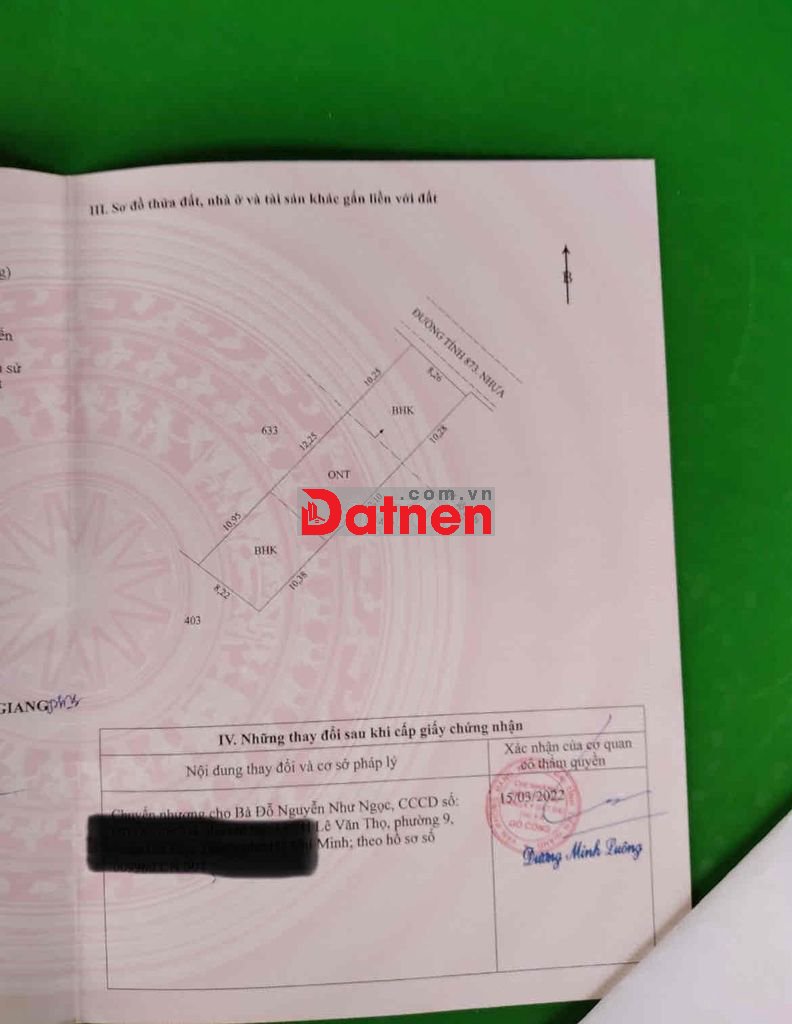 III. Sơ đồ thửa đất, nhà ở và tài sản khác gắn liền với đất
g)
B
ĐƯỜNG TỈNH 873, NHỰA
10,25
8,26
BHK
10,28
633
12,25
ONT
10,95
BHK
10,38
8,22
403
sử
Datnen
.com.vn
GIANG
IV. Những thay đổi sau khi cấp giấy chứng nhận
Nội dung thay đổi và cơ sở pháp lý
Xác nhận của cơ quan
có thẩm quyền
Chuyển nhượng cho Bà Đỗ Nguyễn Như Ngọc, CCCD số:
Lê Văn Thọ, phường 9,
Minh; theo hồ sơ số
15/03/2022
GÒ CÔNG
Dương Minh Luông